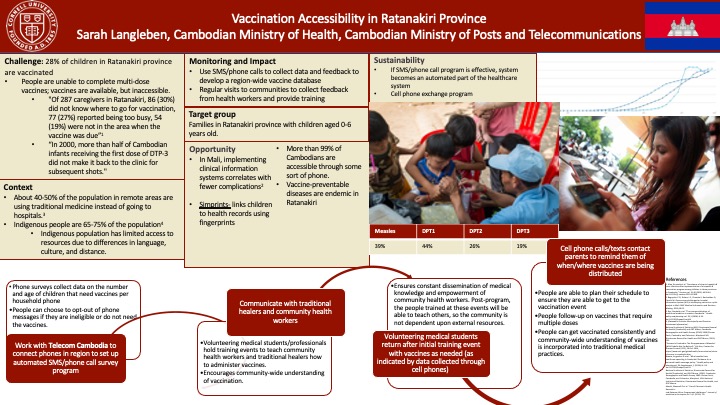 Vaccination Accessibility in Ratanakiri Province
Sarah Langleben, Cambodian Ministry of Health, Cambodian Ministry of Posts and Telecommunications
CORNELL UNIVERSITY
FOUNDED A.D. 1865
Challenge: 28% of children in Ratanakiri province
are vaccinated
• People are unable to complete multi-dose
vaccines; vaccines are available, but inaccessible.
• "Of 287 caregivers in Ratanakiri, 86 (30%)
did not know where to go for vaccination,
77 (27%) reported being too busy, 54
(19%) were not in the area when the
vaccine was due"¹
• "In 2000, more than half of Cambodian
infants receiving the first dose of DTP-3
did not make it back to the clinic for
subsequent shots."
Context
• About 40-50% of the population in remote areas are
using traditional medicine instead of going to
hospitals.³
• Indigenous people are 65-75% of the population⁴
• Indigenous population has limited access to
resources due to differences in language,
culture, and distance.
Monitoring and Impact
• Use SMS/phone calls to collect data and feedback to
develop a region-wide vaccine database
• Regular visits to communities to collect feedback
from health workers and provide training
Target group
Families in Ratanakiri province with children aged 0-6
years old.
Opportunity
• In Mali, implementing
clinical information
systems correlates with
fewer complications²
• Simprints- links children
to health records using
fingerprints
• More than 99% of
Cambodians are
accessible through some
sort of phone.
• Vaccine-preventable
diseases are endemic in
Ratanakiri
Sustainability
• If SMS/phone call program is effective, system
becomes an automated part of the healthcare
system
• Cell phone exchange program
Measles DPT1 DPT2 DPT3
39% 44% 26% 19%
• Phone surveys collect data on the number
and age of children that need vaccines per
household phone
• People can choose to opt-out of phone
messages if they are ineligible or do not need
the vaccines.
Work with Telecom Cambodia to
connect phones in region to set up
automated SMS/phone call survey
program
Communicate with traditional
healers and community health
workers
• Volunteering medical students/professionals
hold training events to teach community
health workers and traditional healers how
to administer vaccines.
• Encourages community-wide understanding
of vaccination.
• Ensures constant dissemination of medical
knowledge and empowerment of
community health workers. Post-program,
the people trained at these events will be
able to teach others, so the community is
not dependent upon external resources.
Volunteering medical students
return after initial training event
with vaccines as needed (as
indicated by data collected through
cell phones)
Cell phone calls/texts contact
parents to remind them of
when/where vaccines are being
distributed
• People are able to plan their schedule to
ensure they are able to get to the
vaccination event
• People follow-up on vaccines that require
multiple doses
• People can get vaccinated consistently and
community-wide understanding of vaccines
is incorporated into traditional medical
practices.
References